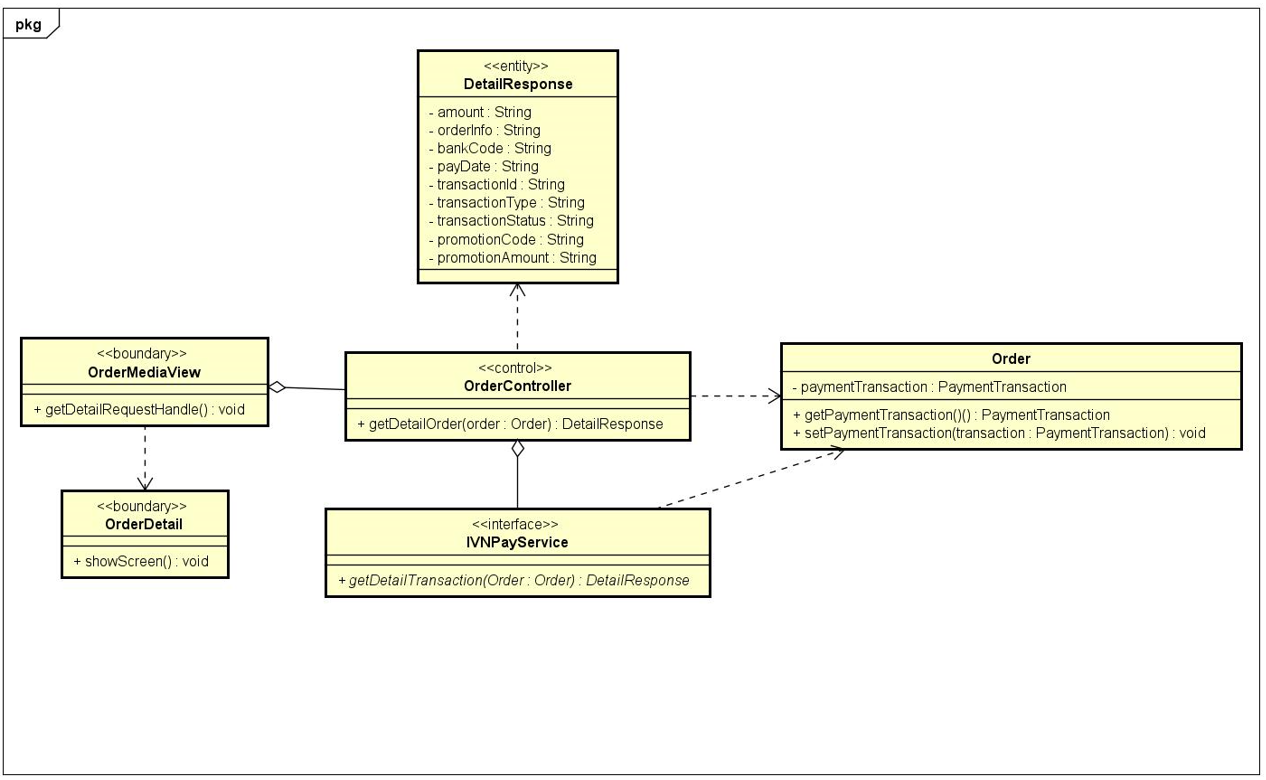 pkg
<<entity>>
DetailResponse
- amount : String
- orderInfo : String
- bankCode : String
- payDate : String
- transactionId : String
- transactionType : String
- transactionStatus : String
- promotionCode : String
- promotionAmount : String
<<boundary>>
OrderMediaView
+ getDetailRequestHandle() : void
<<control>>
OrderController
+ getDetailOrder(order : Order) : DetailResponse
Order
- paymentTransaction : PaymentTransaction
+ getPaymentTransaction()() : PaymentTransaction
+ setPaymentTransaction(transaction : PaymentTransaction) : void
<<boundary>>
OrderDetail
+ showScreen() : void
<<interface>>
IVNPayService
+ getDetailTransaction(Order : Order) : DetailResponse